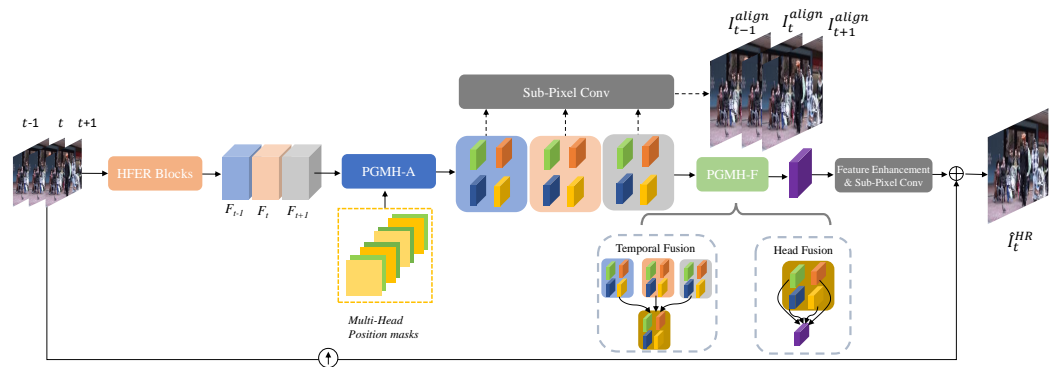 t-1 t t+1
HFER Blocks
F_{t-1} F_t F_{t+1}
PGMH-A
Multi-Head
Position masks
Sub-Pixel Conv
I_{t-1}^{align} I_t^{align} I_{t+1}^{align}
PGMH-F
Feature Enhancement
& Sub-Pixel Conv
Temporal Fusion
Head Fusion
Î_t^{HR}